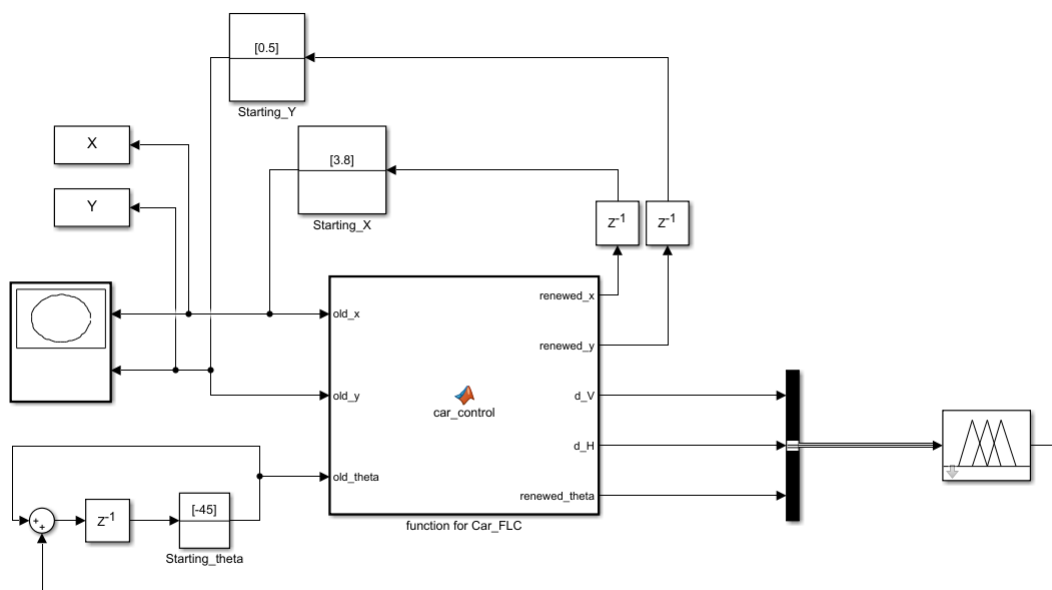 [0.5]
Starting_Y
X
[3.8]
Starting_X
Y
Z-1
Z-1
renewed_x
old_x
renewed_y
old_y
d_V
car_control
d_H
old_theta
renewed_theta
function for Car_FLC
+
+
Z-1
[-45]
Starting_theta